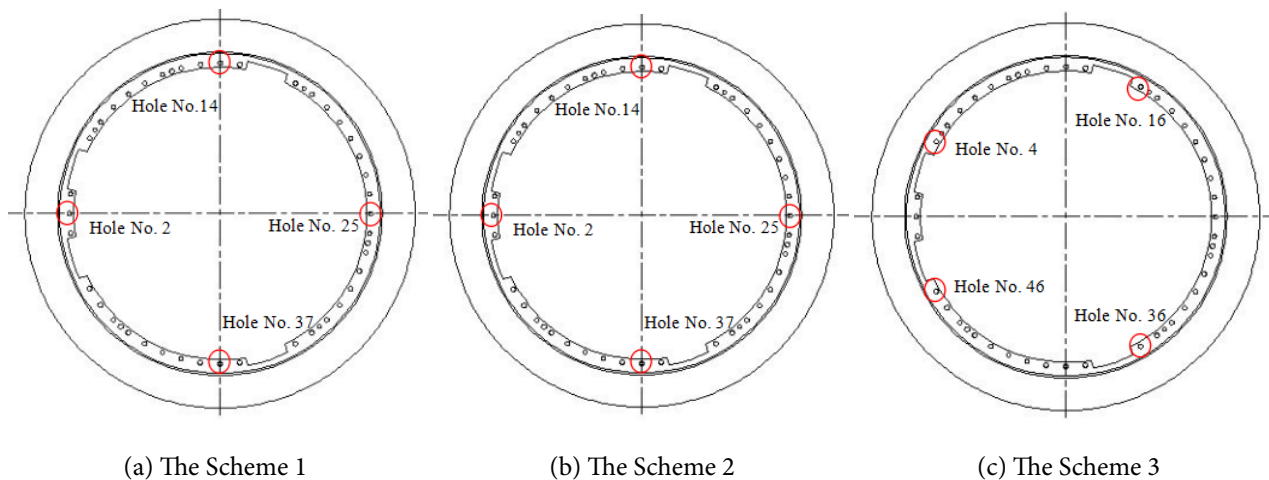 Hole No.14
Hole No. 2
Hole No. 25
Hole No. 37
(a) The Scheme 1
Hole No.14
Hole No. 2
Hole No. 25
Hole No. 37
(b) The Scheme 2
Hole No. 16
Hole No. 4
Hole No. 46
Hole No. 36
(c) The Scheme 3